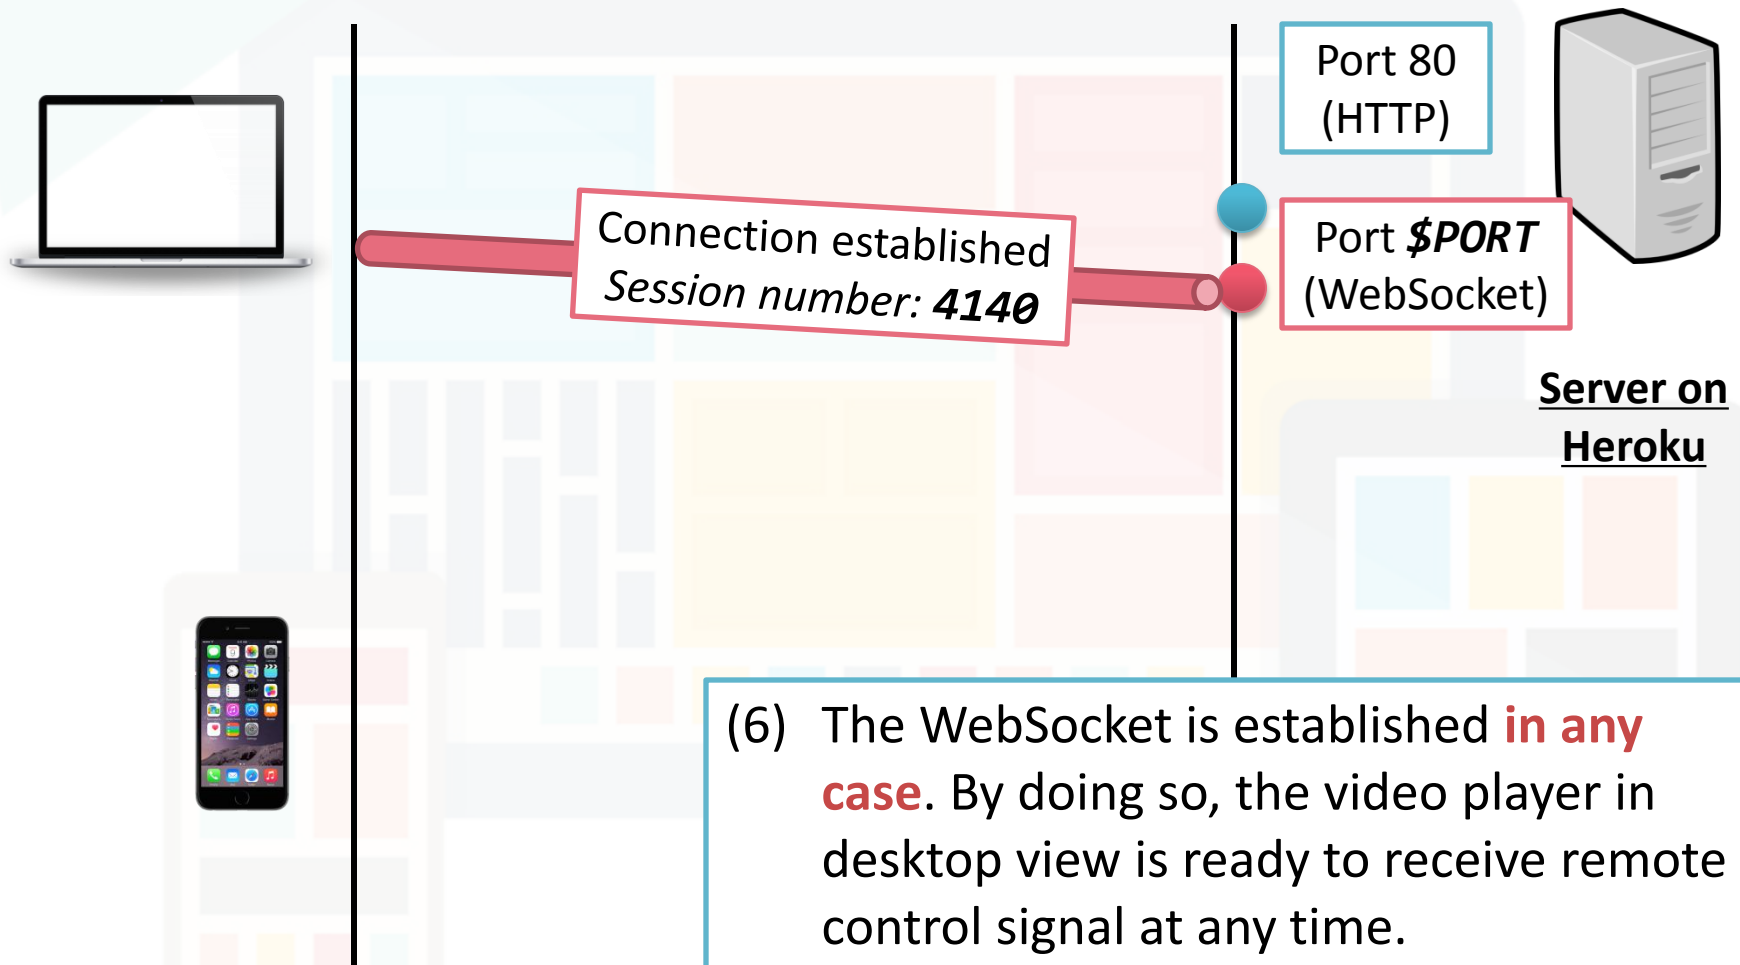 Port 80
(HTTP)
Connection established
Session number: 4140
Port $PORT
(WebSocket)
Server on
Heroku
(6) The WebSocket is established in any
case. By doing so, the video player in
desktop view is ready to receive remote
control signal at any time.